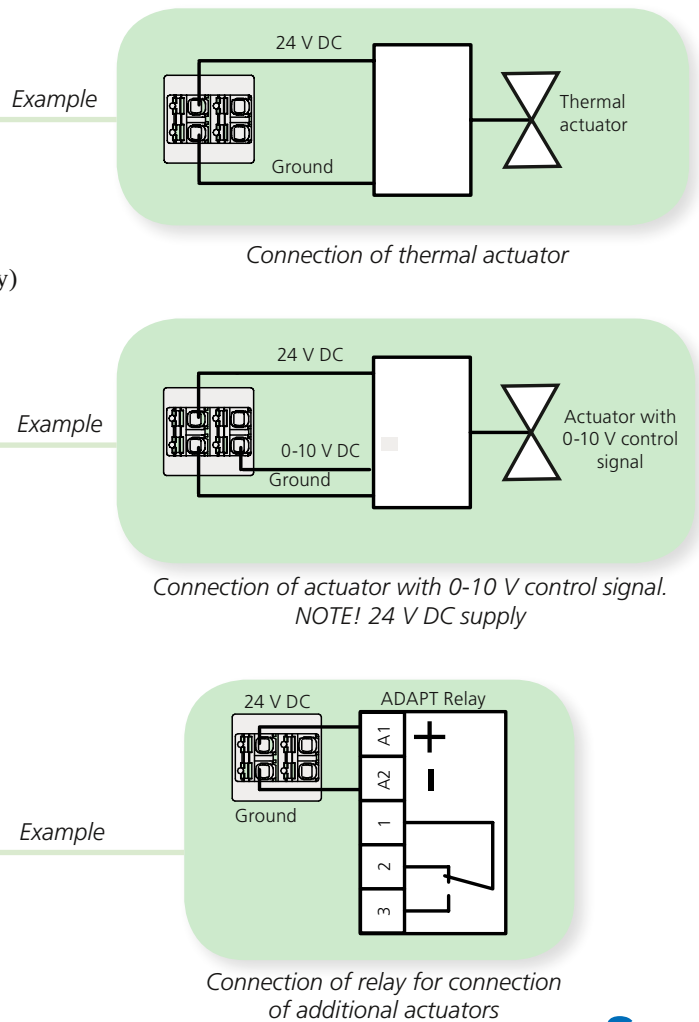 24 V DC
Example
Thermal
actuator
Ground
Connection of thermal actuator
y)
24 V DC
Example
Actuator with
0-10 V control
signal
0-10 V DC
Ground
Connection of actuator with 0-10 V control signal.
NOTE! 24 V DC supply
24 V DC
ADAPT Relay
A1
+
A2
-
Ground
1
Example
2
3
Connection of relay for connection
of additional actuators